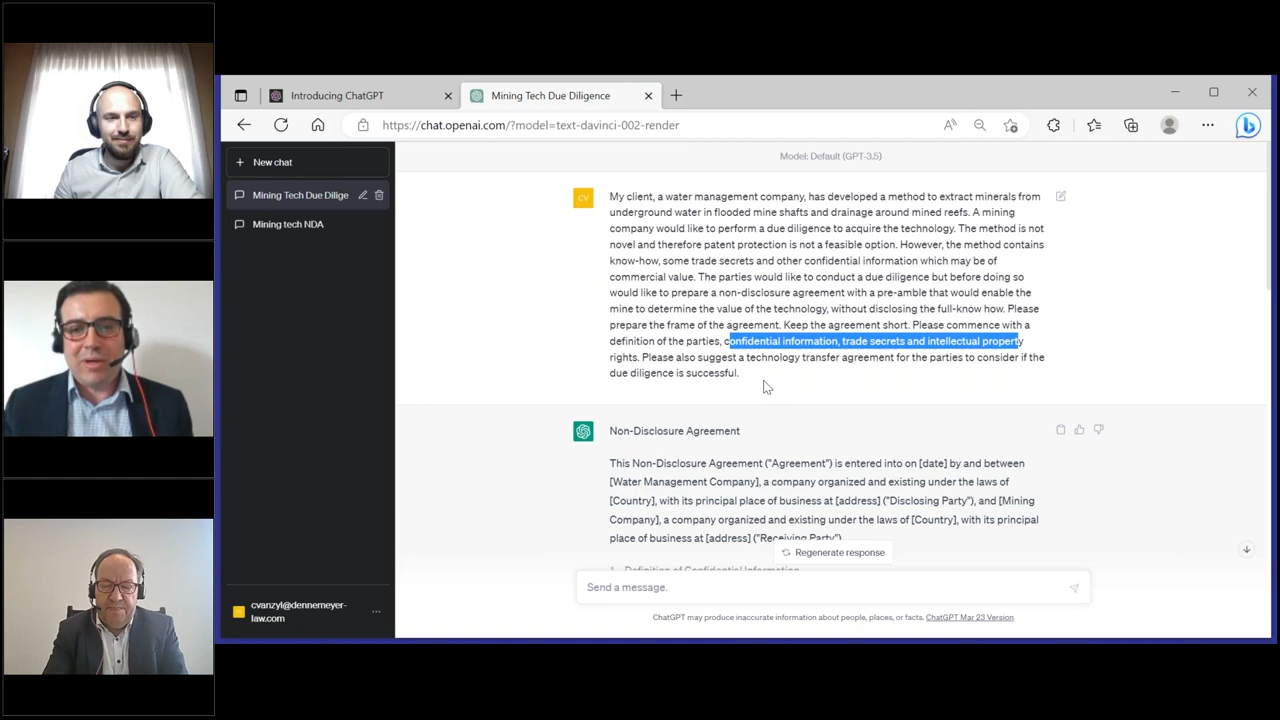 Introducing ChatGPT
Mining Tech Due Diligence
https://chat.openai.com/?model=text-davinci-002-render
New chat
Mining Tech Due Dilige
Mining tech NDA
cvanzyl@dennemeyer-
law.com
Model: Default (GPT-3.5)
CV
My client, a water management company, has developed a method to extract minerals from
underground water in flooded mine shafts and drainage around mined reefs. A mining
company would like to perform a due diligence to acquire the technology. The method is not
novel and therefore patent protection is not a feasible option. However, the method contains
know-how, some trade secrets and other confidential information which may be of
commercial value. The parties would like to conduct a due diligence but before doing so
would like to prepare a non-disclosure agreement with a pre-amble that would enable the
mine to determine the value of the technology, without disclosing the full-know how. Please
prepare the frame of the agreement. Keep the agreement short. Please commence with a
definition of the parties, confidential information, trade secrets and intellectual property
rights. Please also suggest a technology transfer agreement for the parties to consider if the
due diligence is successful.
Non-Disclosure Agreement
This Non-Disclosure Agreement ("Agreement") is entered into on [date] by and between
[Water Management Company], a company organized and existing under the laws of
[Country], with its principal place of business at [address] ("Disclosing Party"), and [Mining
Company], a company organized and existing under the laws of [Country], with its principal
place of business at [address] ("Receiving Party").
Regenerate response
1. Definition of Confidential Information
Send a message.
ChatGPT may produce inaccurate information about people, places, or facts. ChatGPT Mar 23 Version